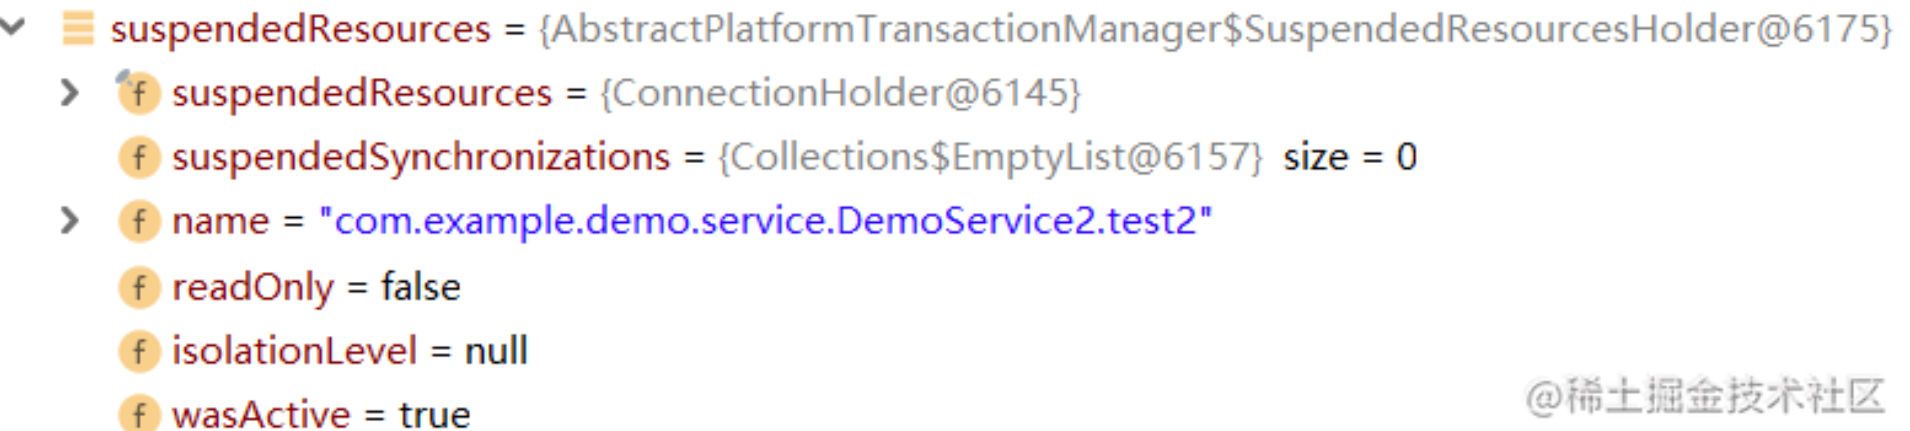 suspendedResources = {AbstractPlatformTransactionManager$SuspendedResourcesHolder@6175}
f suspendedResources = {ConnectionHolder@6145}
f suspendedSynchronizations = {Collections$EmptyList@6157} size = 0
f name = "com.example.demo.service.DemoService2.test2"
f readOnly = false
f isolationLevel = null
f wasActive = true
@稀土掘金技术社区